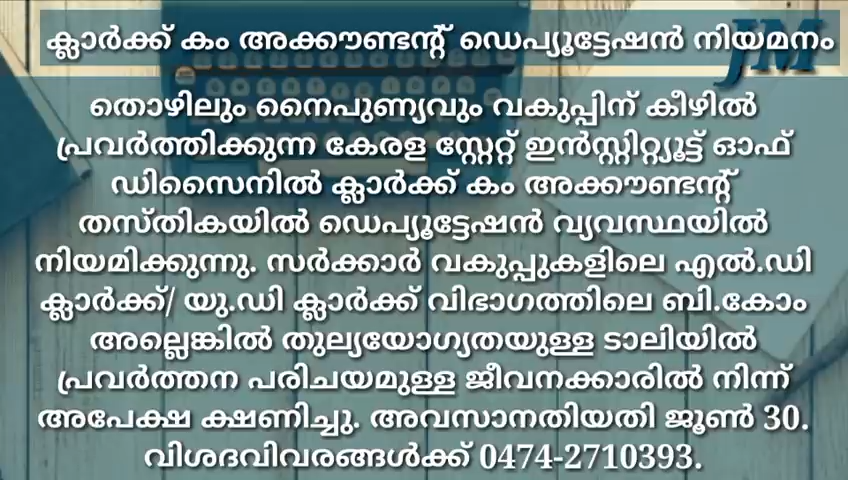 ക്ലാർക്ക് കം അക്കൗണ്ടന്റ് ഡെപ്യൂട്ടേഷൻ നിയമനം
JM
തൊഴിലും നൈപുണ്യവും വകുപ്പിന് കീഴിൽ
പ്രവർത്തിക്കുന്ന കേരള സ്റ്റേറ്റ് ഇൻസ്റ്റിറ്റ്യൂട്ട് ഓഫ്
ഡിസൈനിൽ ക്ലാർക്ക് കം അക്കൗണ്ടന്റ്
തസ്തികയിൽ ഡെപ്യൂട്ടേഷൻ വ്യവസ്ഥയിൽ
നിയമിക്കുന്നു. സർക്കാർ വകുപ്പുകളിലെ എൽ.ഡി
ക്ലാർക്ക്/ യു.ഡി ക്ലാർക്ക് വിഭാഗത്തിലെ ബി.കോം
അല്ലെങ്കിൽ തുല്യയോഗ്യതയുള്ള ടാലിയിൽ
പ്രവർത്തന പരിചയമുള്ള ജീവനക്കാരിൽ നിന്ന്
അപേക്ഷ ക്ഷണിച്ചു. അവസാനതിയതി ജൂൺ 30.
വിശദവിവരങ്ങൾക്ക് 0474-2710393.